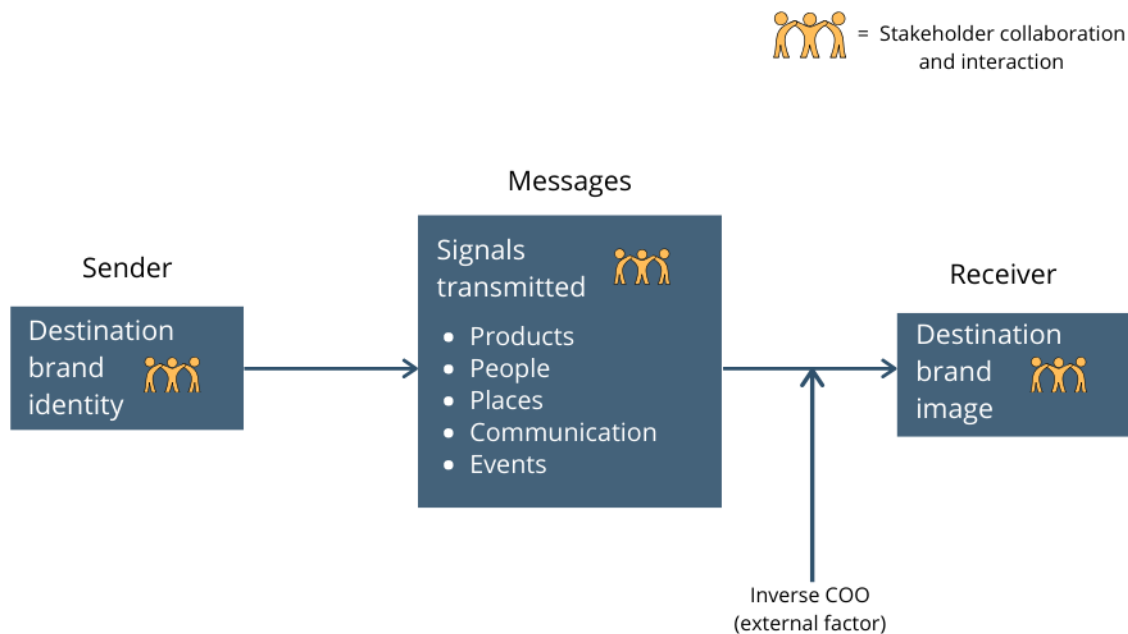 = Stakeholder collaboration
and interaction
Messages
Sender
Signals
transmitted
• Products
• People
• Places
• Communication
• Events
Receiver
Destination
brand
identity
Destination
brand
image
Inverse COO
(external factor)